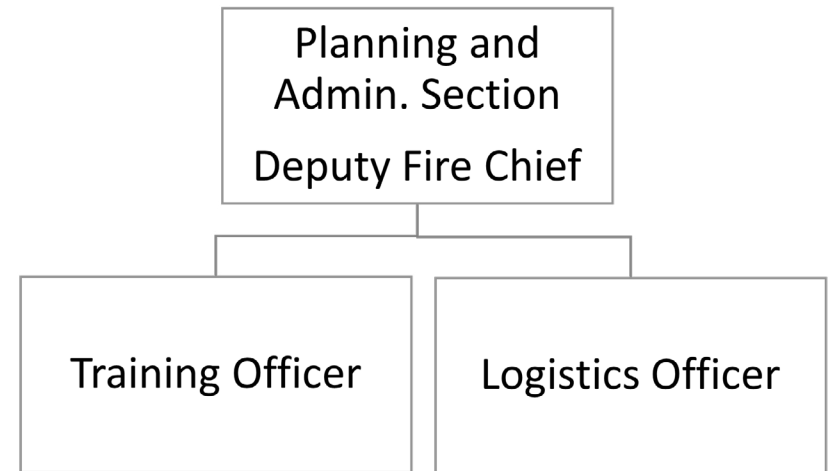 Planning and
Admin. Section
Deputy Fire Chief
Training Officer
Logistics Officer